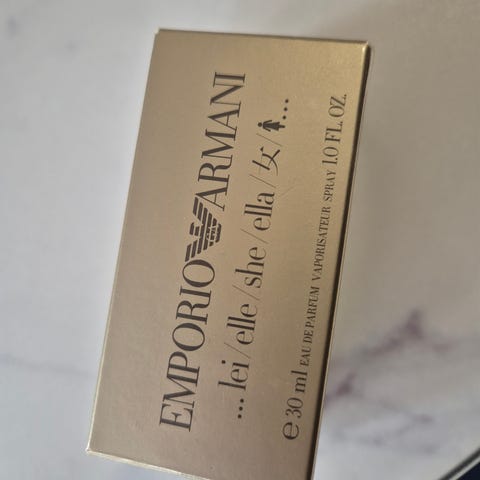 EMPORIO ARMANI
...lei/elle/she/ella/女/...
℮ 30 ml EAU DE PARFUM VAPORISATEUR SPRAY 1.0 FL. OZ.